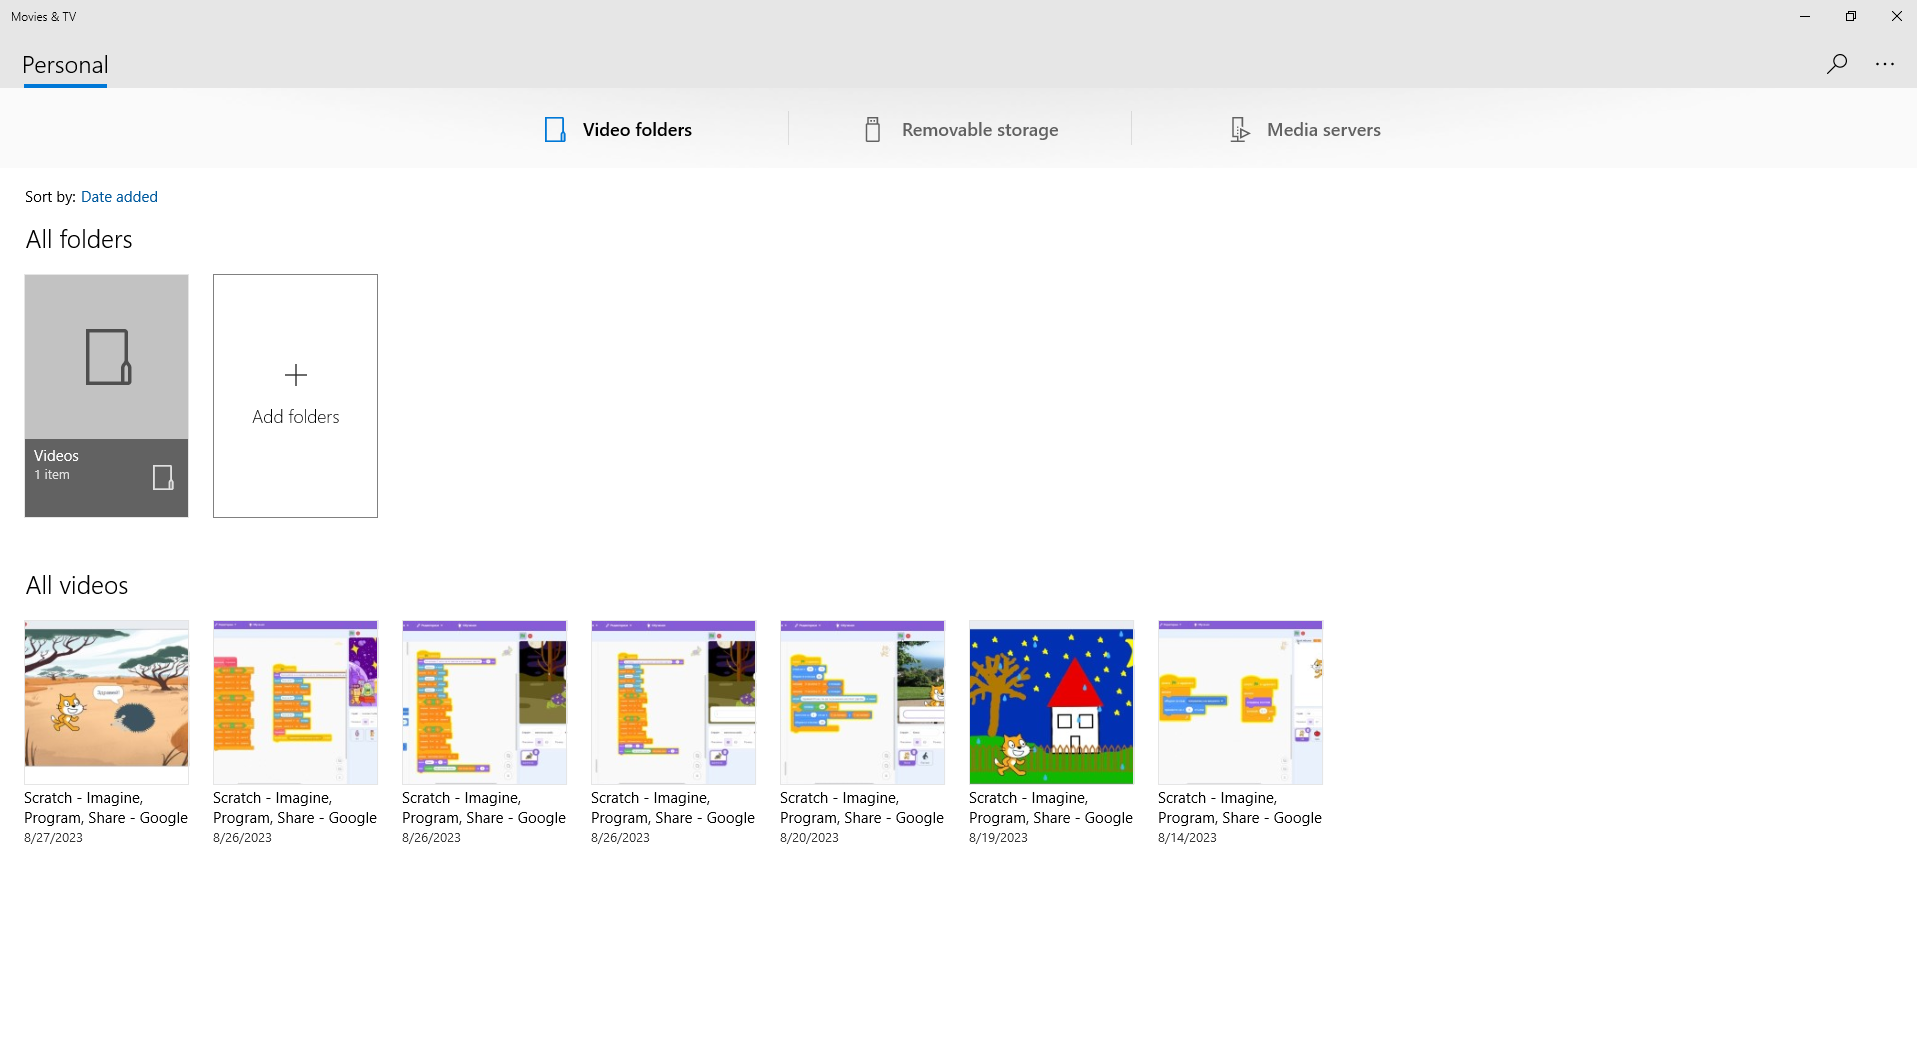 Movies & TV
Personal
Video folders
Removable storage
Media servers
Sort by: Date added
All folders
Videos
1 item
Add folders
All videos
Scratch - Imagine,
Program, Share - Google
8/27/2023
Scratch - Imagine,
Program, Share - Google
8/26/2023
Scratch - Imagine,
Program, Share - Google
8/26/2023
Scratch - Imagine,
Program, Share - Google
8/26/2023
Scratch - Imagine,
Program, Share - Google
8/20/2023
Scratch - Imagine,
Program, Share - Google
8/19/2023
Scratch - Imagine,
Program, Share - Google
8/14/2023